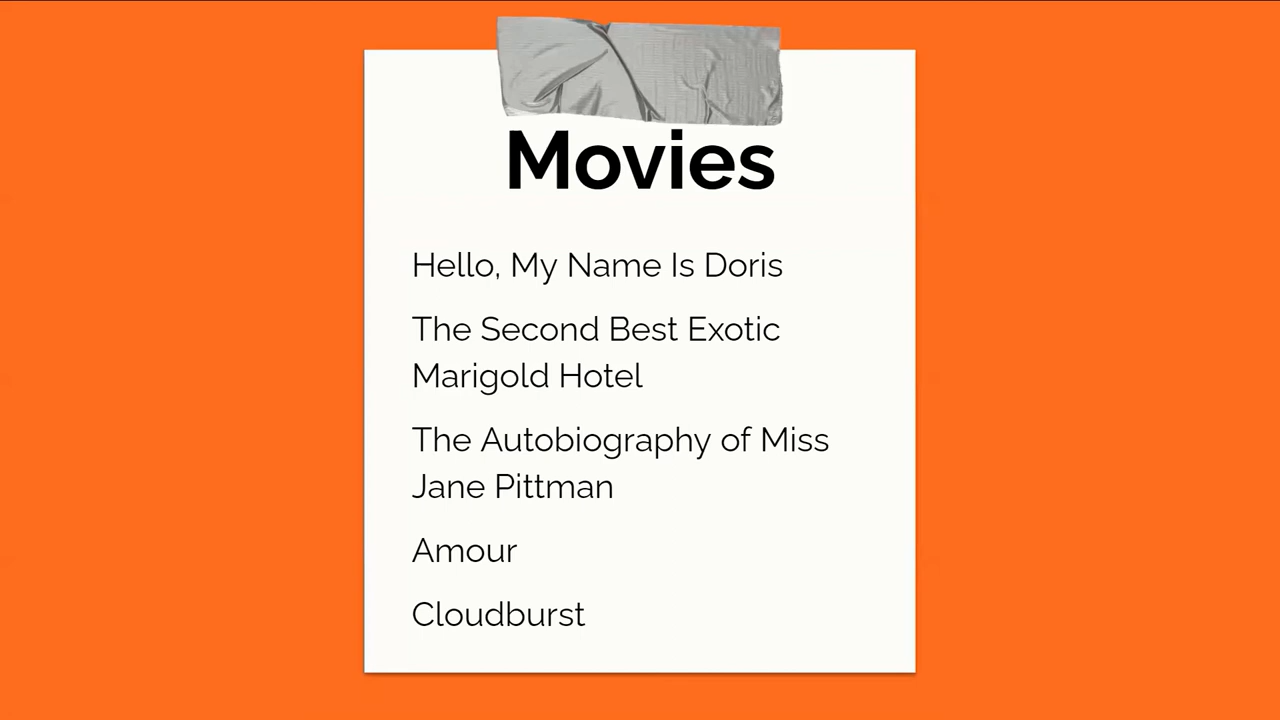 Movies
Hello, My Name Is Doris
The Second Best Exotic
Marigold Hotel
The Autobiography of Miss
Jane Pittman
Amour
Cloudburst